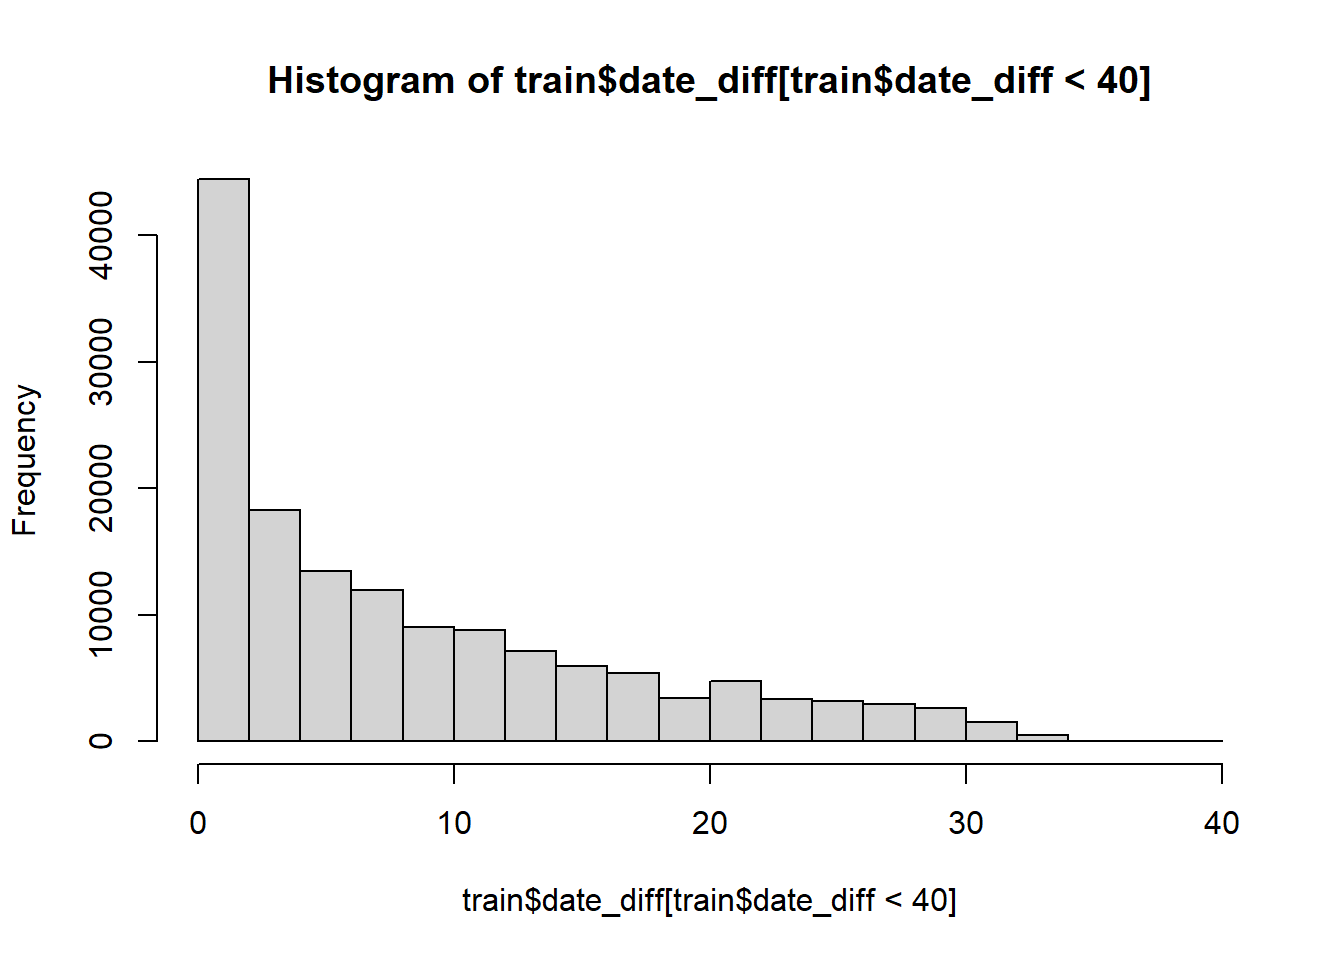 Histogram of train$date_diff[train$date_diff < 40]
Frequency
40000
30000
20000
10000
0
0 10 20 30 40
train$date_diff[train$date_diff < 40]